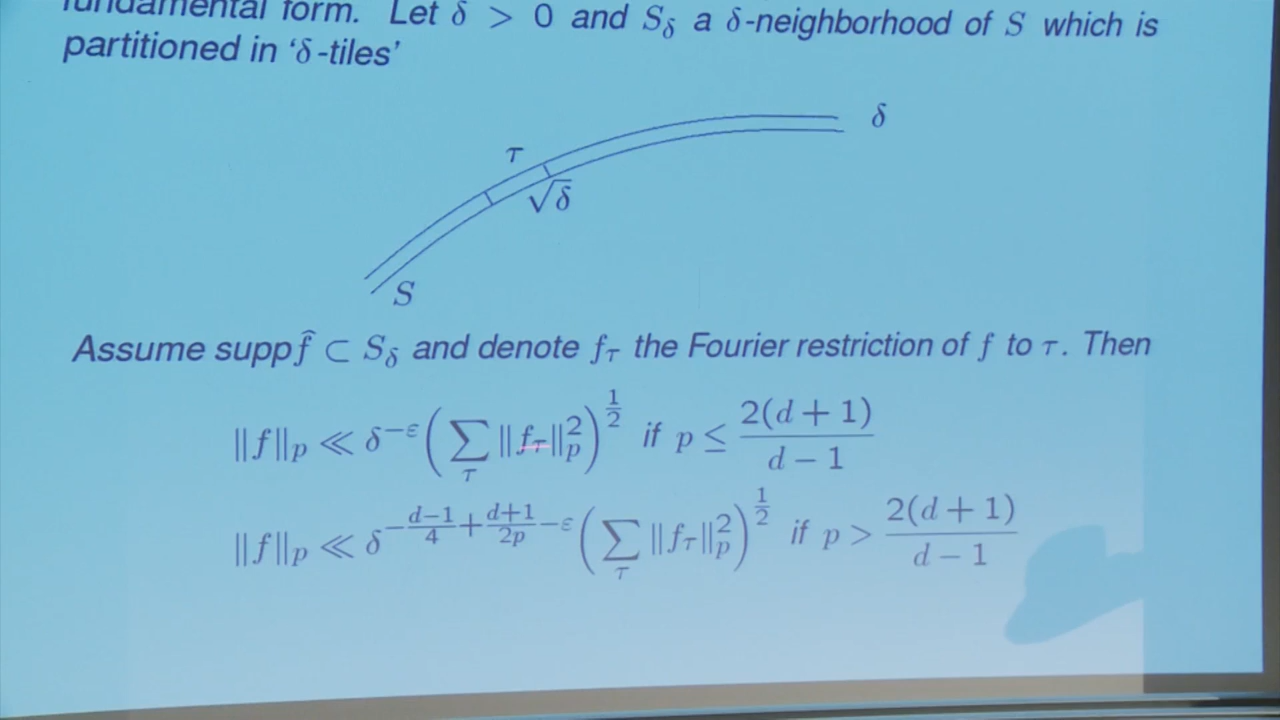 fundamental form. Let δ > 0 and S_δ a δ-neighborhood of S which is
partitioned in ‘δ-tiles’
δ
τ
√δ
S
Assume supp f̂ ⊂ S_δ and denote f_τ the Fourier restriction of f to τ. Then
‖f‖_p ≪ δ^{-ε} (∑_τ ‖f_τ‖_p^2)^{1/2} if p ≤ 2(d+1)/(d−1)
‖f‖_p ≪ δ^{-(d−1)/4+(d+1)/(2p)−ε} (∑_τ ‖f_τ‖_p^2)^{1/2} if p > 2(d+1)/(d−1)